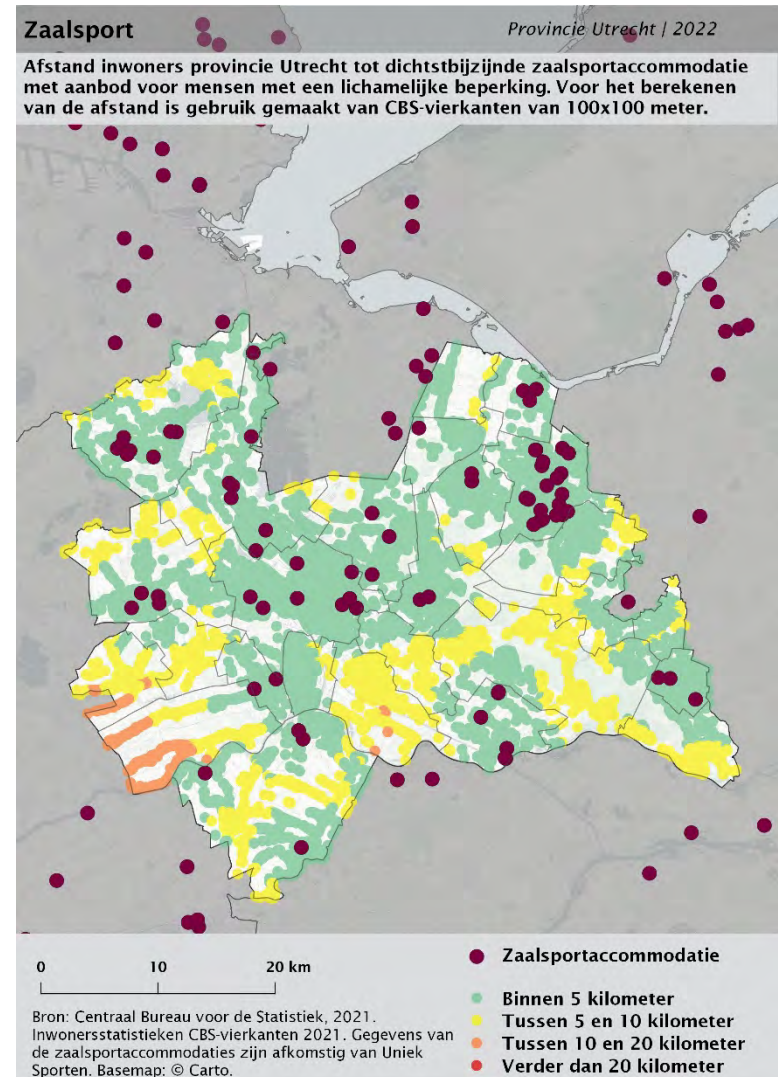 Zaalsport
Provincie Utrecht | 2022
Afstand inwoners provincie Utrecht tot dichtstbijzijnde zaalsportaccommodatie
met aanbod voor mensen met een lichamelijke beperking. Voor het berekenen
van de afstand is gebruik gemaakt van CBS-vierkanten van 100x100 meter.
0 10 20 km
Bron: Centraal Bureau voor de Statistiek, 2021.
Inwonersstatistieken CBS-vierkanten 2021. Gegevens van
de zaalsportaccommodaties zijn afkomstig van Uniek
Sporten. Basemap: © Carto.
Zaalsportaccommodatie
Binnen 5 kilometer
Tussen 5 en 10 kilometer
Tussen 10 en 20 kilometer
Verder dan 20 kilometer